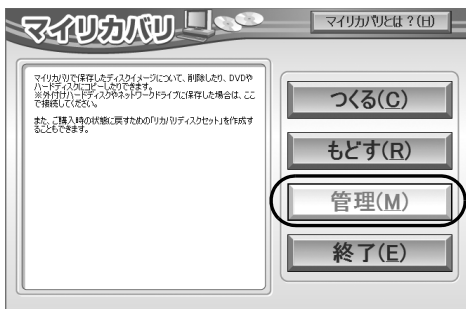 マイリカバリ
マイリカバリとは？(H)
マイリカバリで保存したディスクイメージについて、削除したり、DVDや
ハードディスクにコピーしたりできます。
※外付けハードディスクやネットワークドライブに保存した場合は、ここ
で接続してください。
また、ご購入時の状態に戻すための「リカバリディスクセット」を作成す
ることもできます。
つくる(C)
もどす(R)
管理(M)
終了(E)